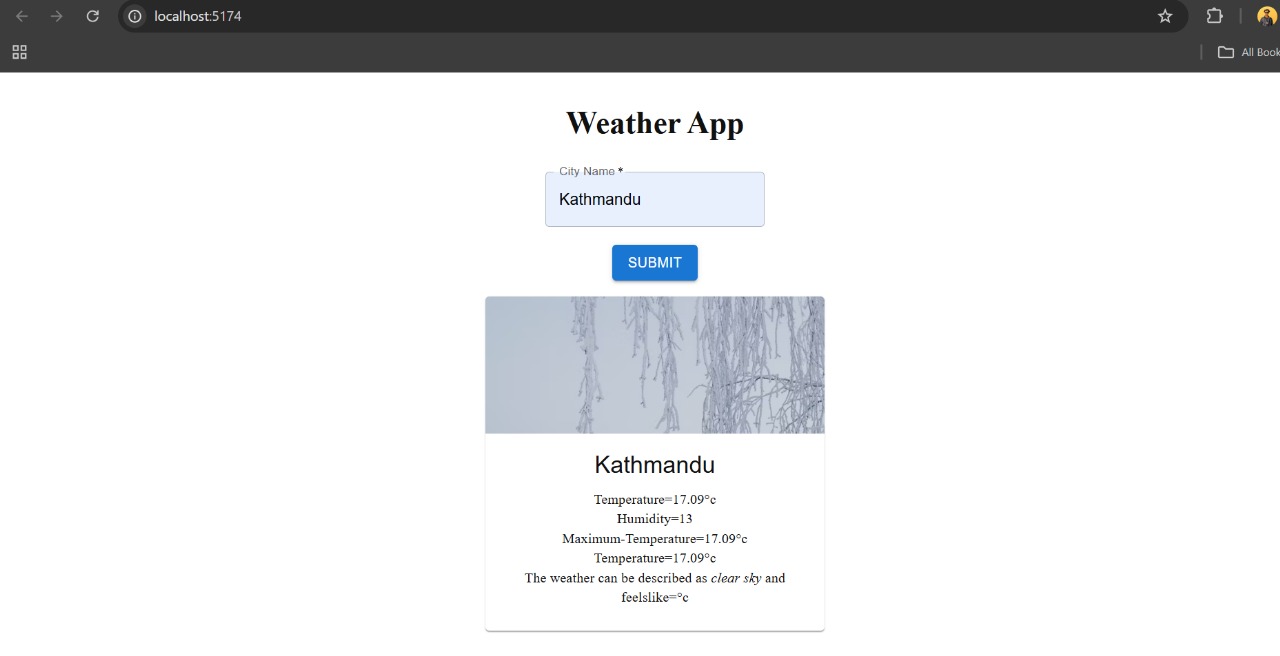 localhost:5174
All Book
Weather App
City Name *
Kathmandu
SUBMIT
Kathmandu
Temperature=17.09°c
Humidity=13
Maximum-Temperature=17.09°c
Temperature=17.09°c
The weather can be described as clear sky and
feelslike=°c